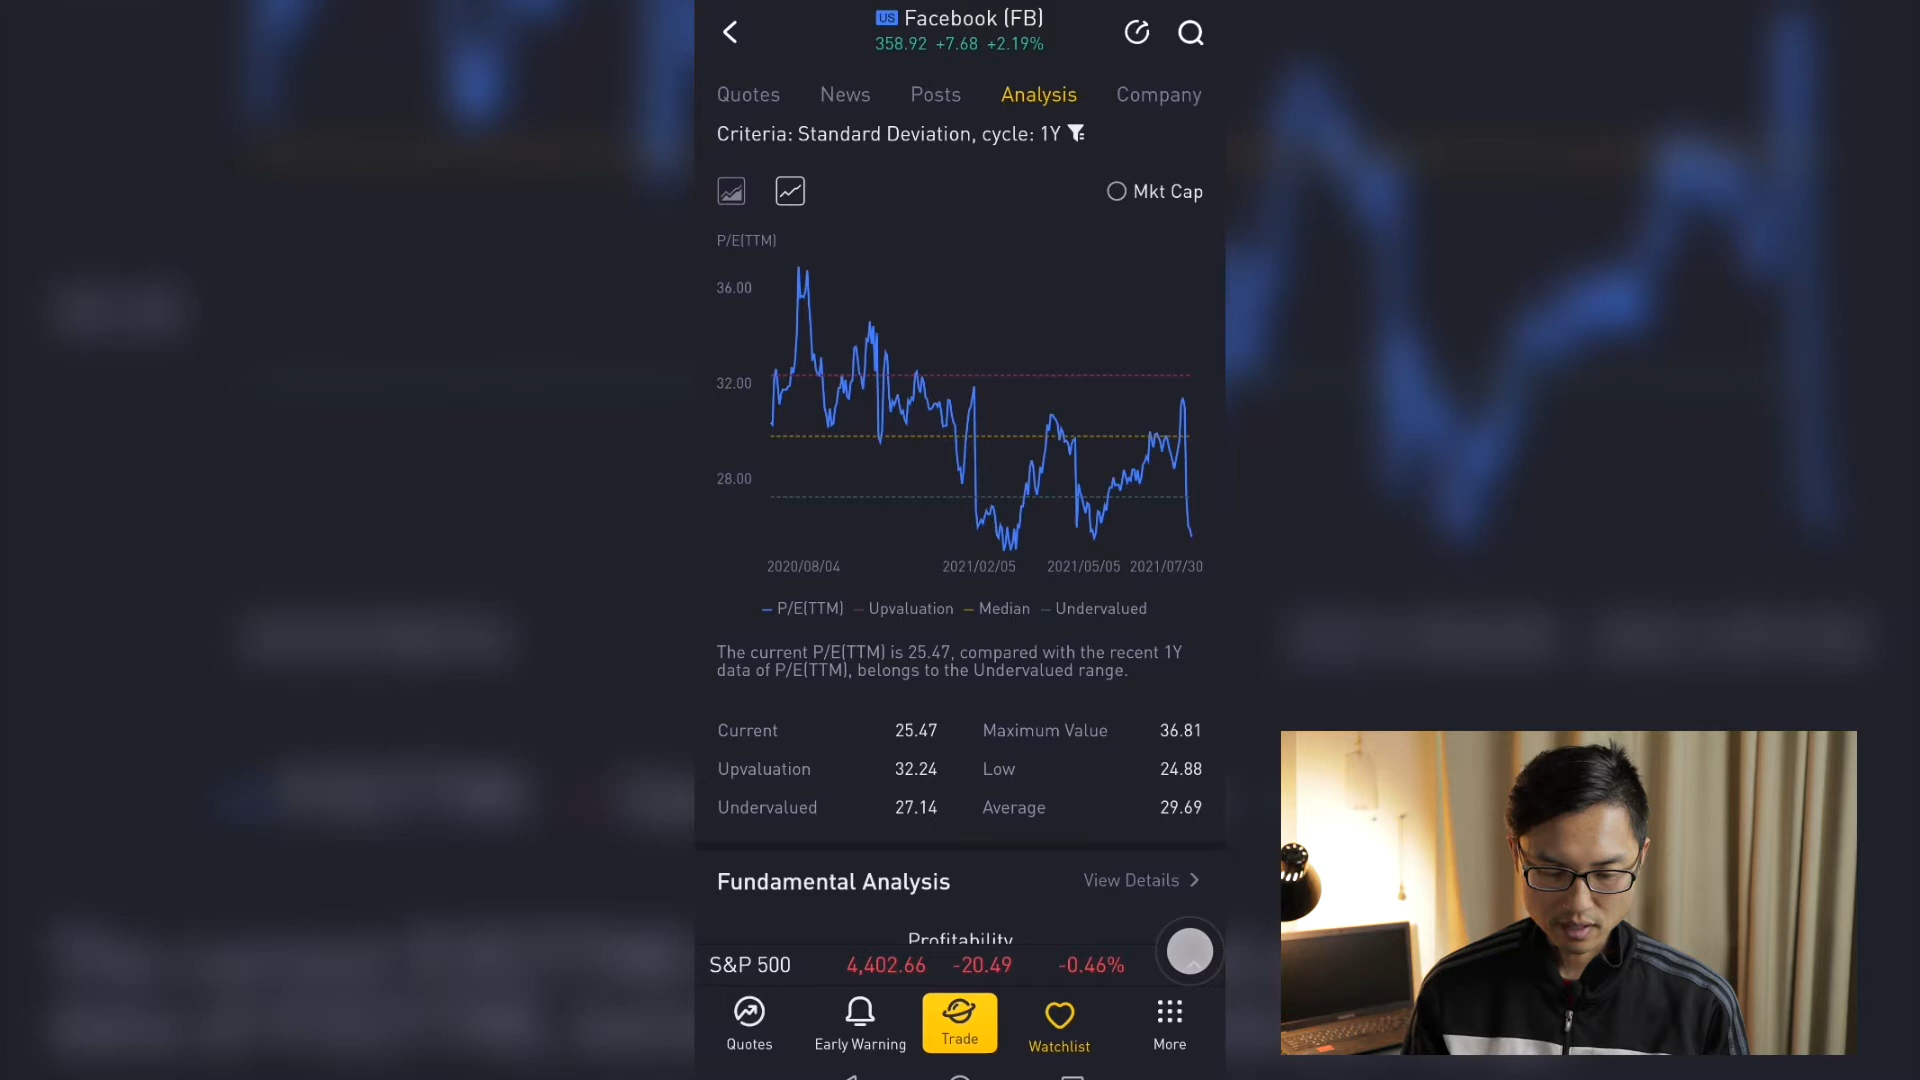 US Facebook (FB)
358.92 +7.68 +2.19%
Quotes News Posts Analysis Company
Criteria: Standard Deviation, cycle: 1Y
Mkt Cap
P/E(TTM)
36.00
32.00
28.00
2020/08/04 2021/02/05 2021/05/05 2021/07/30
P/E(TTM) Upvaluation Median Undervalued
The current P/E(TTM) is 25.47, compared with the recent 1Y
data of P/E(TTM), belongs to the Undervalued range.
Current 25.47 Maximum Value 36.81
Upvaluation 32.24 Low 24.88
Undervalued 27.14 Average 29.69
Fundamental Analysis View Details
Profitability
S&P 500 4,402.66 -20.49 -0.46%
Quotes Early Warning Trade Watchlist More